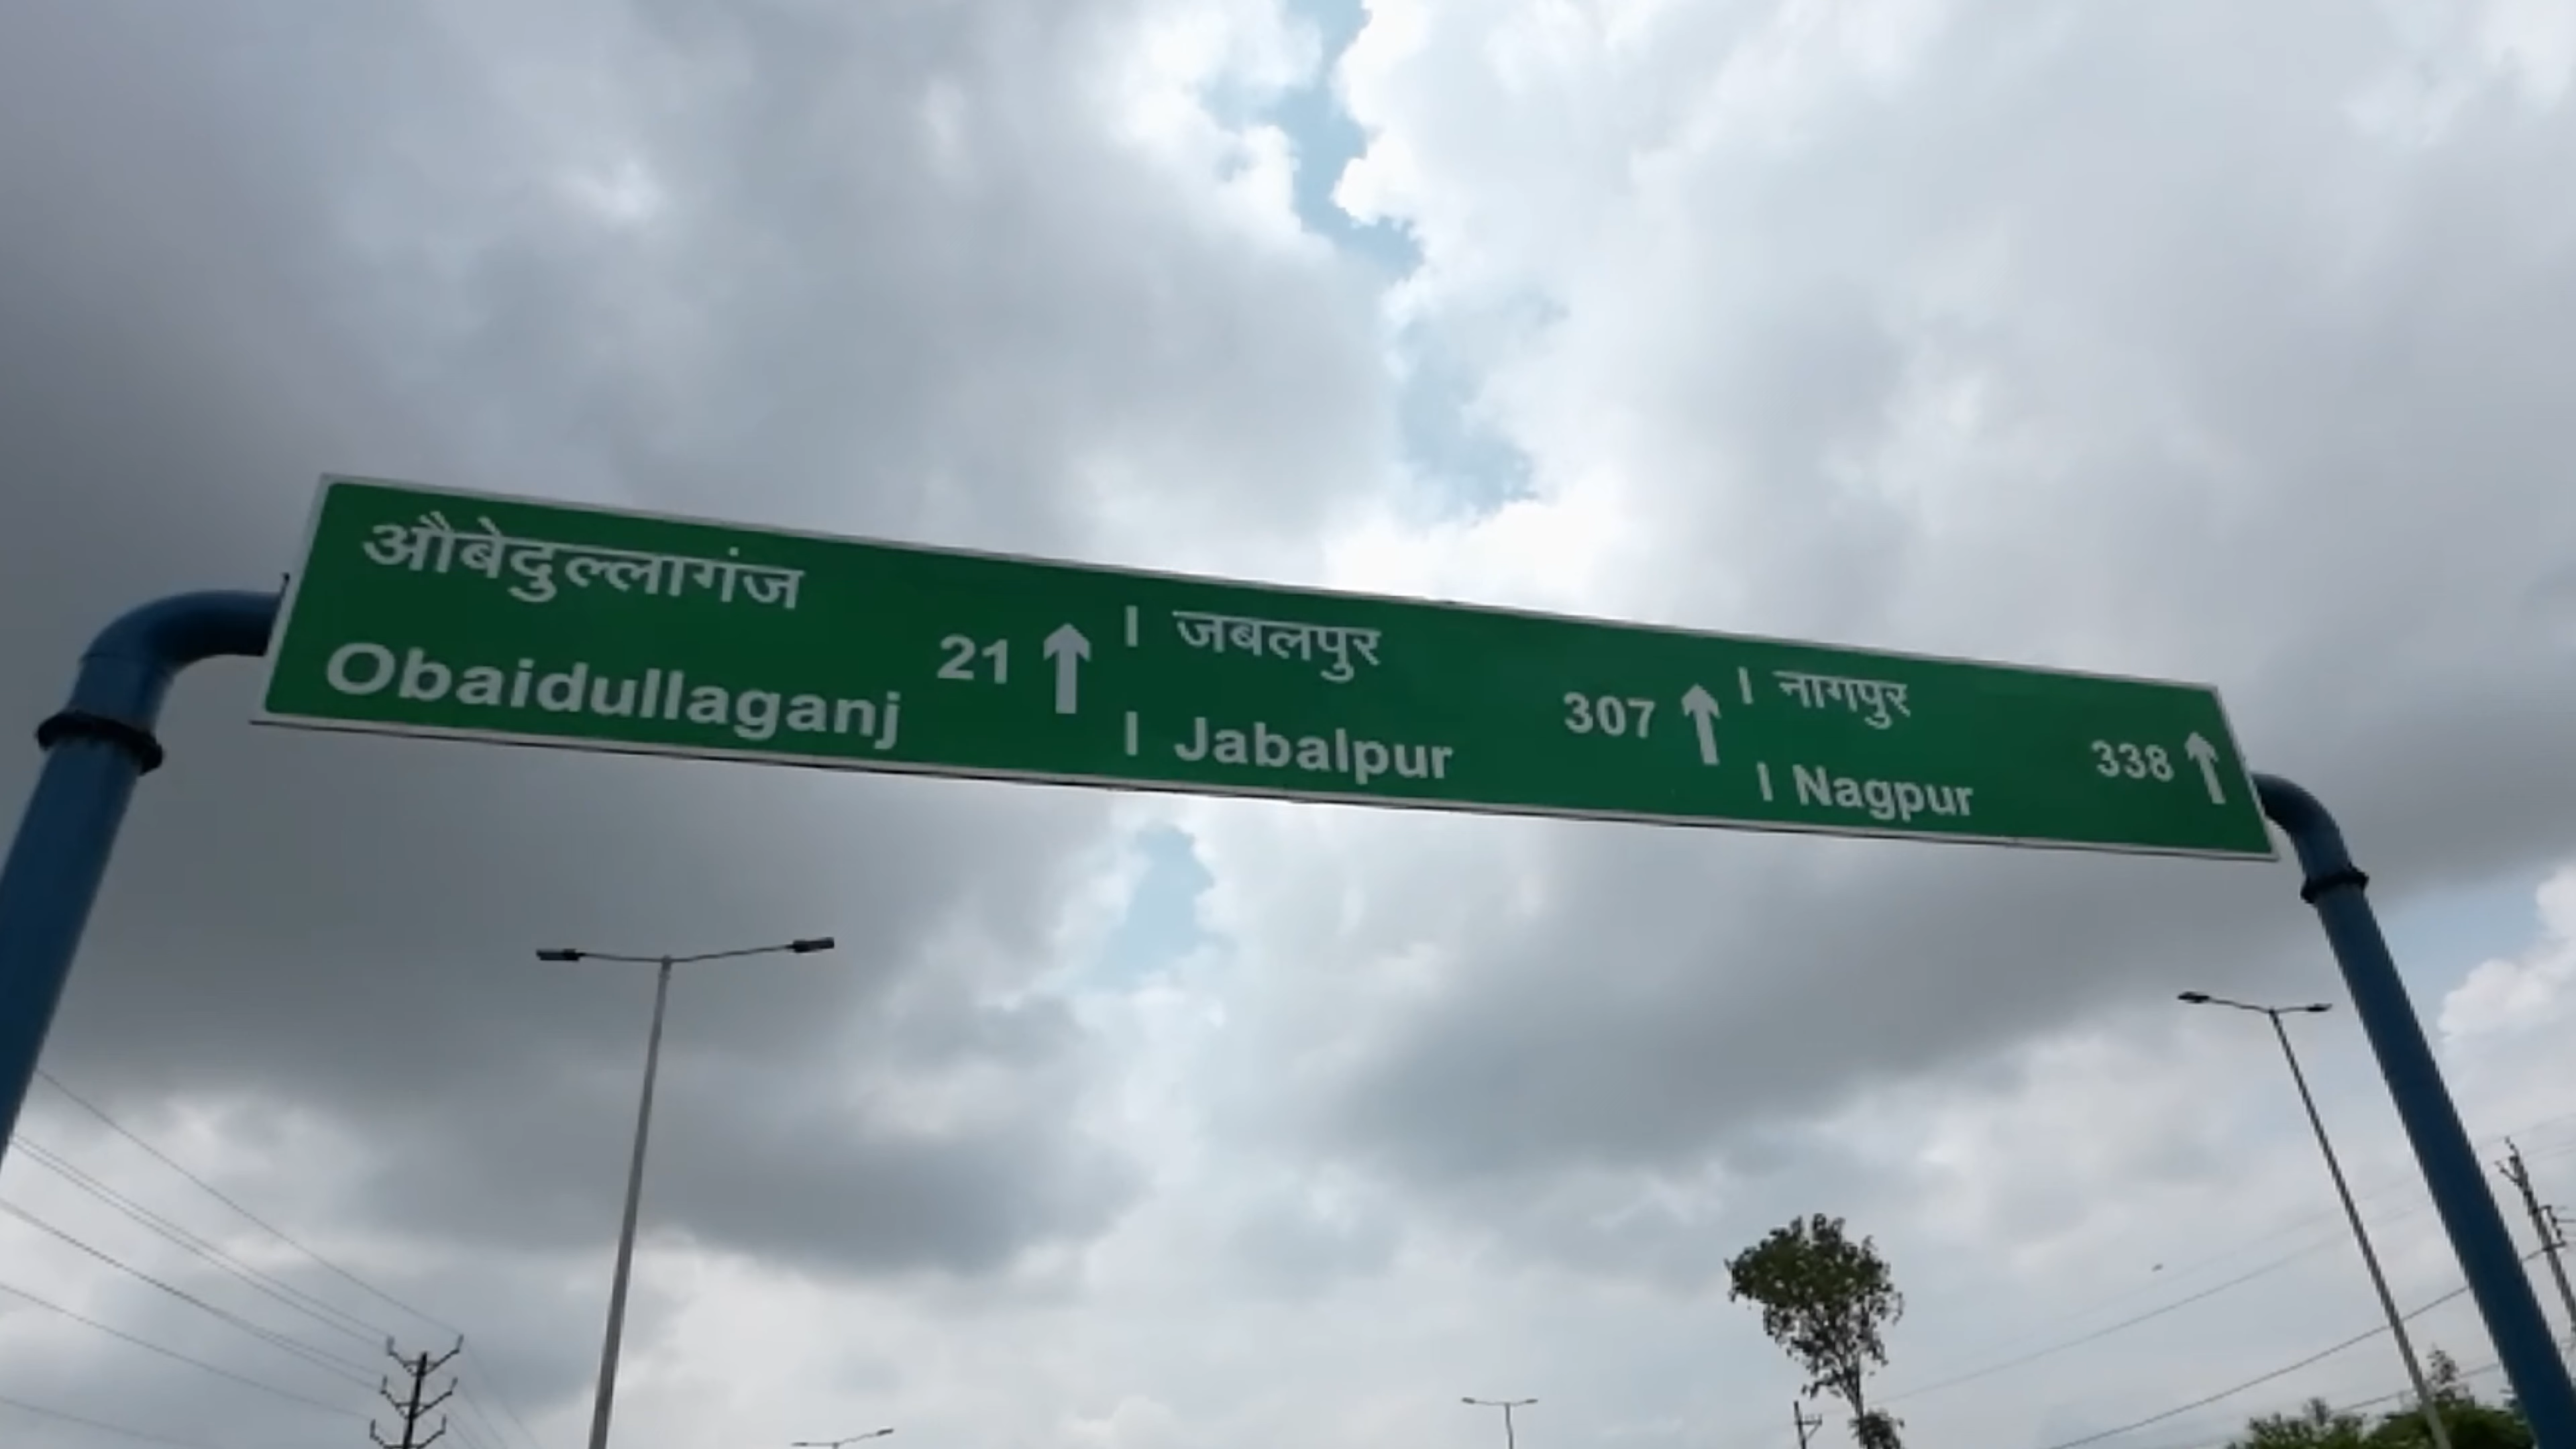 औबेदुल्लागंज
Obaidullaganj
21 ↑
| जबलपुर
| Jabalpur
307 ↑
| नागपुर
| Nagpur
338 ↑